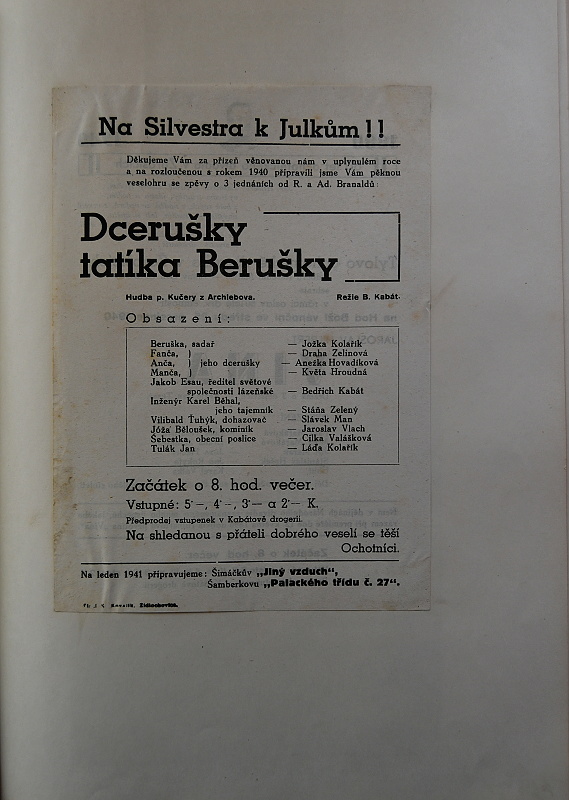 Na Silvestra k Julkům!!
Děkujeme Vám za přízeň věnovanou nám v uplynulém roce
a na rozloučenou s rokem 1940 připravili jsme Vám pěknou
veselohru se zpěvy o 3 jednáních od R. a Ad. Branaldů:
Dcerušky
tatíka Berušky
Hudba p. Kučery z Archlebova. Režie B. Kabát.
Obsazení:
Beruška, sadař — Jožka Kolařík
Fanča, ) — Draha Zelinová
Anča, ) jeho dcerušky — Anežka Hovadíková
Manča, ) — Květa Hroudná
Jakob Esau, ředitel světové
společnosti lázeňské — Bedřich Kabát
Inženýr Karel Běhal,
jeho tajemník — Stáňa Zelený
Vilibald Ťuhýk, dohazovač — Slávek Man
Jóža Běloušek, kominík — Jaroslav Vlach
Šebestka, obecní poslice — Cilka Valášková
Tulák Jan — Láďa Kolařík
Začátek o 8. hod. večer.
Vstupné: 5·–, 4·–, 3·— a 2·— K.
Předprodej vstupenek v Kabátově drogerii.
Na shledanou s přáteli dobrého veselí se těší
Ochotníci.
Na leden 1941 připravujeme: Šimáčkův „Jiný vzduch“,
Šamberkovu „Palackého třídu č. 27“.
Židlochovice.